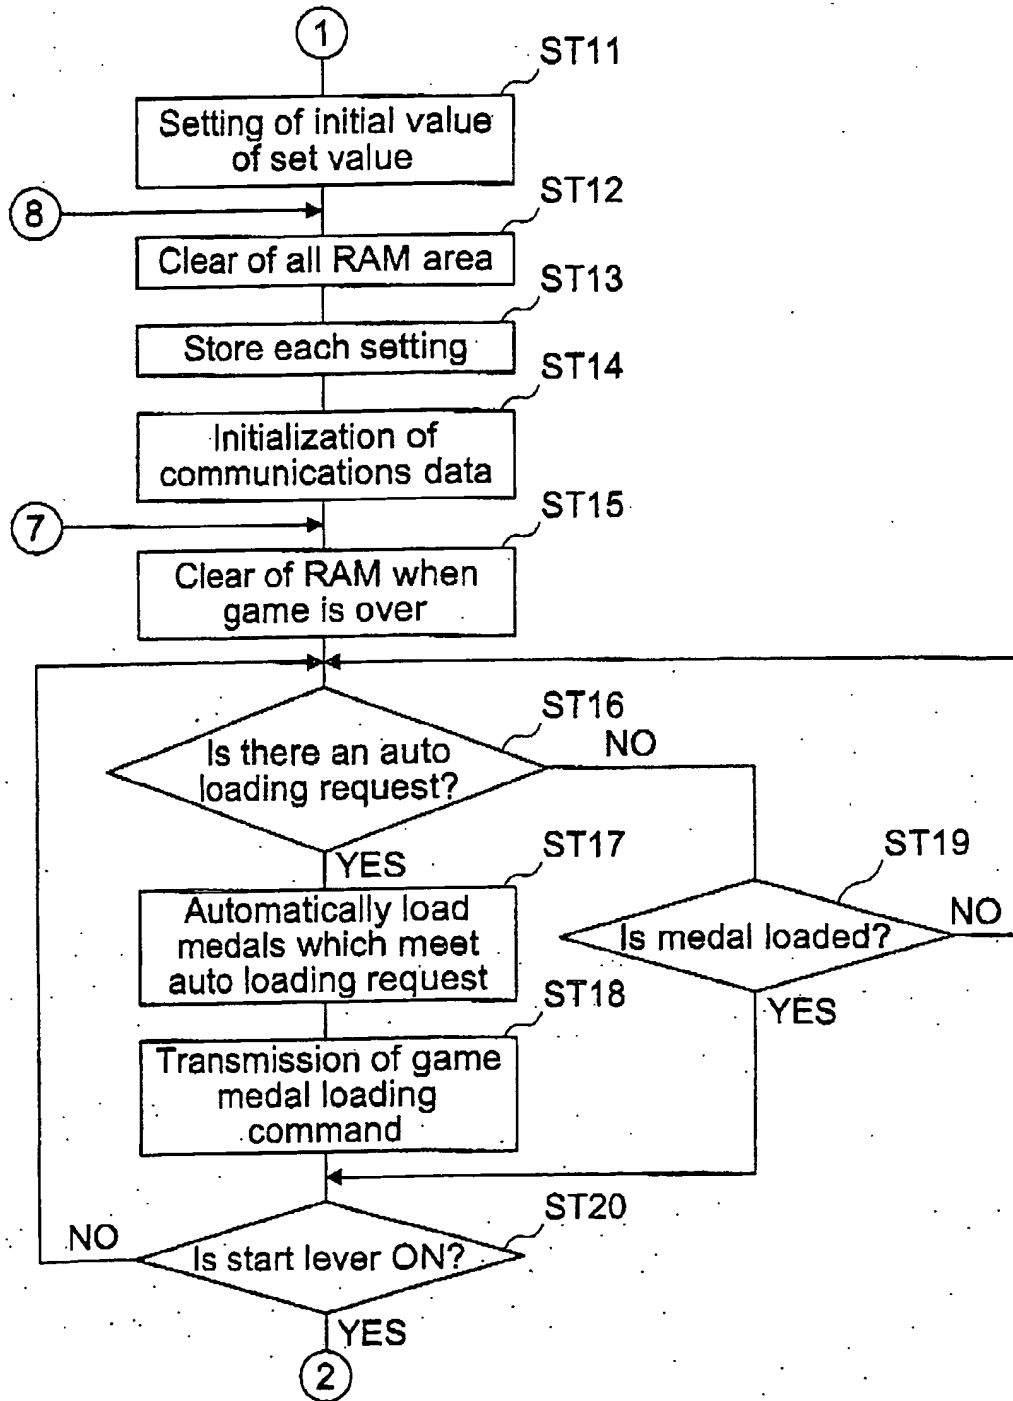 1
ST11
Setting of initial value
of set value
8
ST12
Clear of all RAM area
ST13
Store each setting
ST14
Initialization of
communications data
7
ST15
Clear of RAM when
game is over
ST16
Is there an auto
loading request?
NO
YES
ST17
Automatically load
medals which meet
auto loading request
ST19
Is medal loaded?
NO
YES
ST18
Transmission of game
medal loading
command
ST20
Is start lever ON?
NO
YES
2